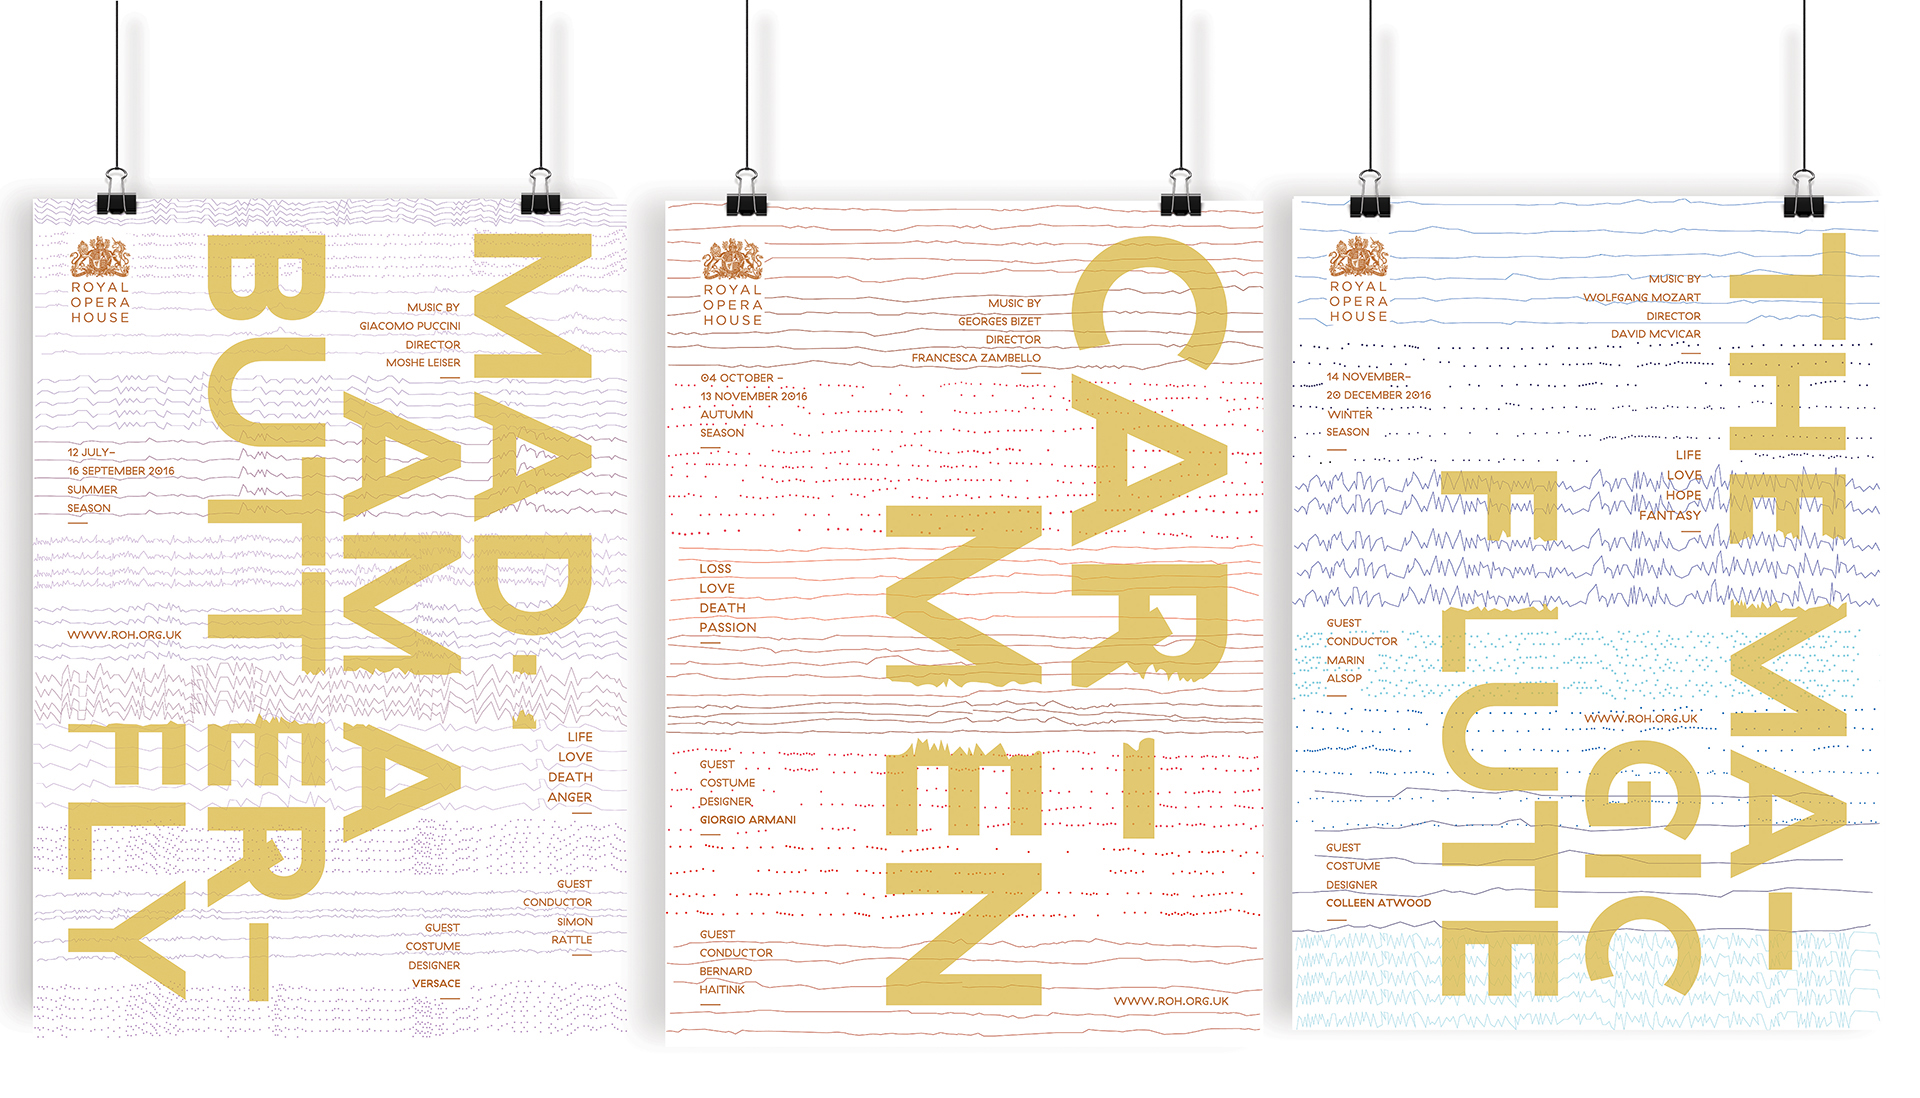 ROYAL
OPERA
HOUSE
MAD-
AMA
BUTTER-
FLY
MUSIC BY
GIACOMO PUCCINI
DIRECTOR
MOSHE LEISER
12 JULY–
16 SEPTEMBER 2016
SUMMER
SEASON
WWW.ROH.ORG.UK
LIFE
LOVE
DEATH
ANGER
GUEST
CONDUCTOR
SIMON
RATTLE
GUEST
COSTUME
DESIGNER
VERSACE
ROYAL
OPERA
HOUSE
CAR-
MEN
MUSIC BY
GEORGES BIZET
DIRECTOR
FRANCESCA ZAMBELLO
04 OCTOBER –
13 NOVEMBER 2016
AUTUMN
SEASON
LOSS
LOVE
DEATH
PASSION
GUEST
COSTUME
DESIGNER
GIORGIO ARMANI
GUEST
CONDUCTOR
BERNARD
HAITINK
WWW.ROH.ORG.UK
ROYAL
OPERA
HOUSE
THE MA-
GIC
FLUTE
MUSIC BY
WOLFGANG MOZART
DIRECTOR
DAVID MCVICAR
14 NOVEMBER–
20 DECEMBER 2016
WINTER
SEASON
LIFE
LOVE
HOPE
FANTASY
GUEST
CONDUCTOR
MARIN
ALSOP
WWW.ROH.ORG.UK
GUEST
COSTUME
DESIGNER
COLLEEN ATWOOD